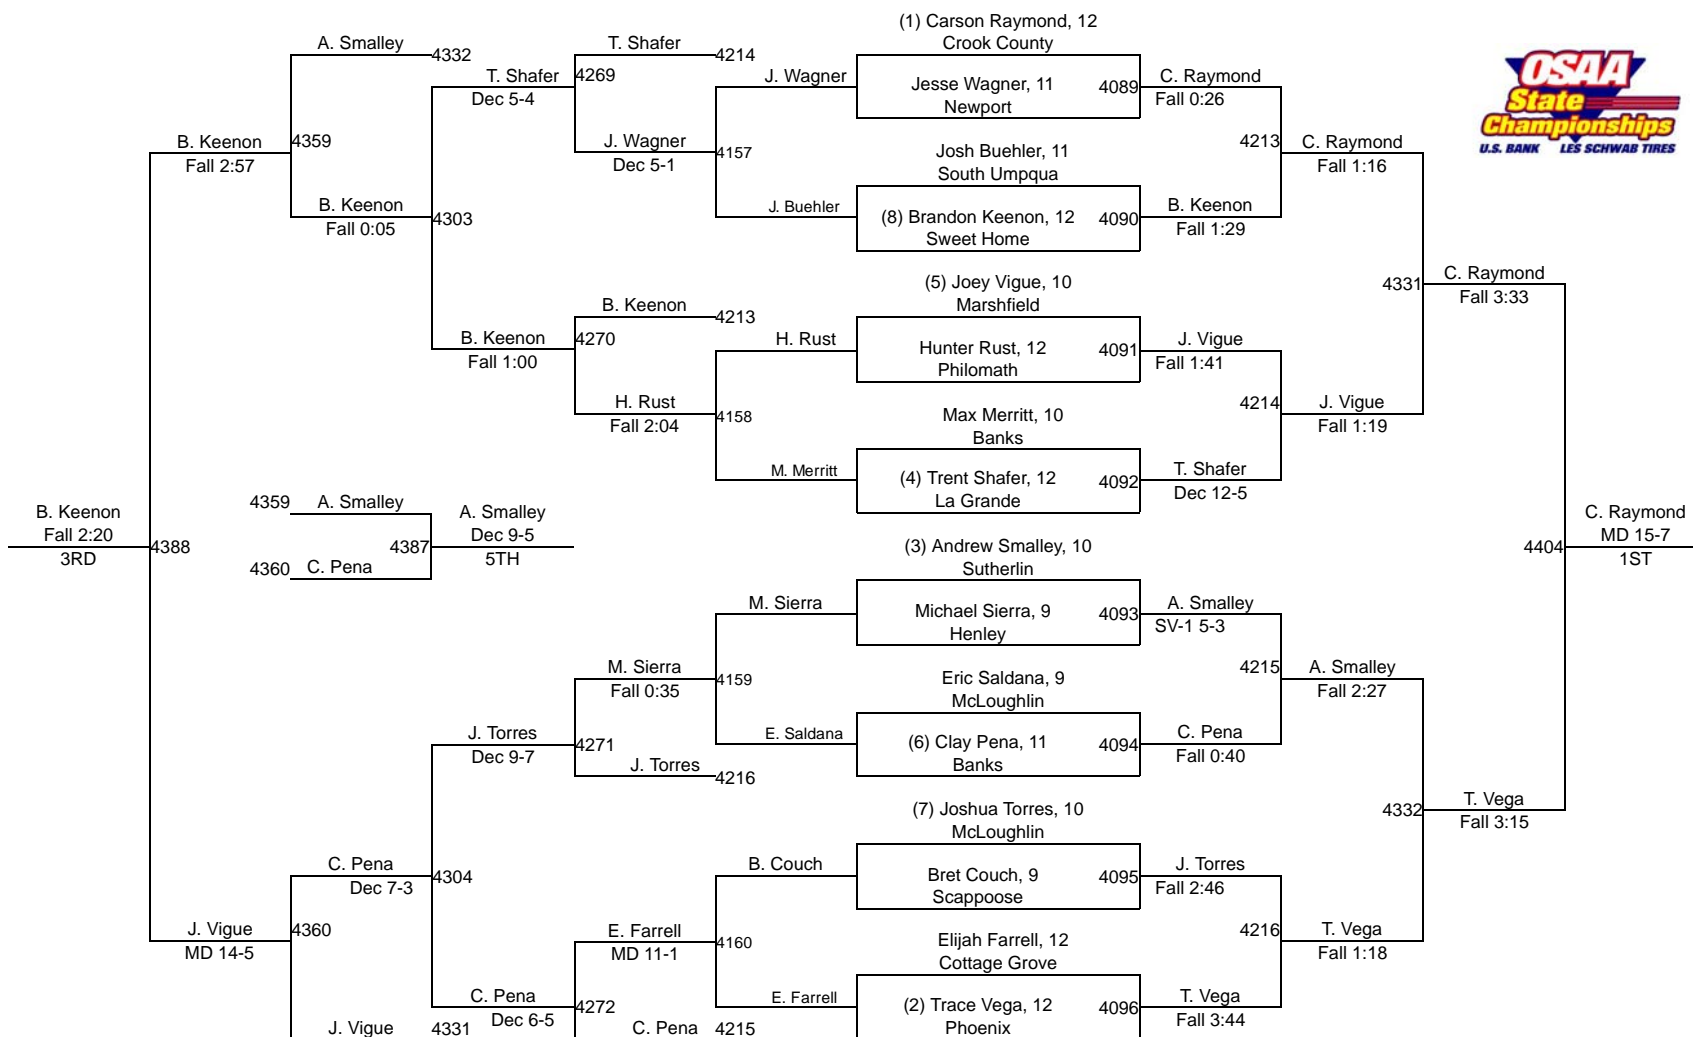 (1) Carson Raymond, 12
Crook County
A. Smalley
4332
T. Shafer
4214
T. Shafer
4269
Dec 5-4
J. Wagner
Jesse Wagner, 11
4089
Newport
C. Raymond
Fall 0:26
OSAA
State
Championships
U.S. BANK LES SCHWAB TIRES
B. Keenon
4359
Fall 2:57
J. Wagner
4157
Dec 5-1
Josh Buehler, 11
South Umpqua
4213
C. Raymond
Fall 1:16
B. Keenon
4303
Fall 0:05
J. Buehler
(8) Brandon Keenon, 12
4090
Sweet Home
B. Keenon
Fall 1:29
(5) Joey Vigue, 10
Marshfield
4331
C. Raymond
Fall 3:33
B. Keenon
4213
B. Keenon
4270
Fall 1:00
H. Rust
Hunter Rust, 12
4091
Philomath
J. Vigue
Fall 1:41
H. Rust
4158
Fall 2:04
Max Merritt, 10
Banks
4214
J. Vigue
Fall 1:19
M. Merritt
(4) Trent Shafer, 12
4092
La Grande
T. Shafer
Dec 12-5
B. Keenon
Fall 2:20
3RD
4388
4359
A. Smalley
4360
C. Pena
4387
A. Smalley
Dec 9-5
5TH
(3) Andrew Smalley, 10
Sutherlin
4404
C. Raymond
MD 15-7
1ST
M. Sierra
Michael Sierra, 9
4093
Henley
A. Smalley
SV-1 5-3
M. Sierra
4159
Fall 0:35
Eric Saldana, 9
McLoughlin
4215
A. Smalley
Fall 2:27
J. Torres
4271
Dec 9-7
J. Torres
4216
E. Saldana
(6) Clay Pena, 11
4094
Banks
C. Pena
Fall 0:40
(7) Joshua Torres, 10
McLoughlin
4332
T. Vega
Fall 3:15
C. Pena
4304
Dec 7-3
B. Couch
Bret Couch, 9
4095
Scappoose
J. Torres
Fall 2:46
J. Vigue
4360
MD 14-5
E. Farrell
4160
MD 11-1
Elijah Farrell, 12
Cottage Grove
4216
T. Vega
Fall 1:18
C. Pena
4272
Dec 6-5
E. Farrell
(2) Trace Vega, 12
4096
Phoenix
T. Vega
Fall 3:44
J. Vigue
4331
C. Pena
4215